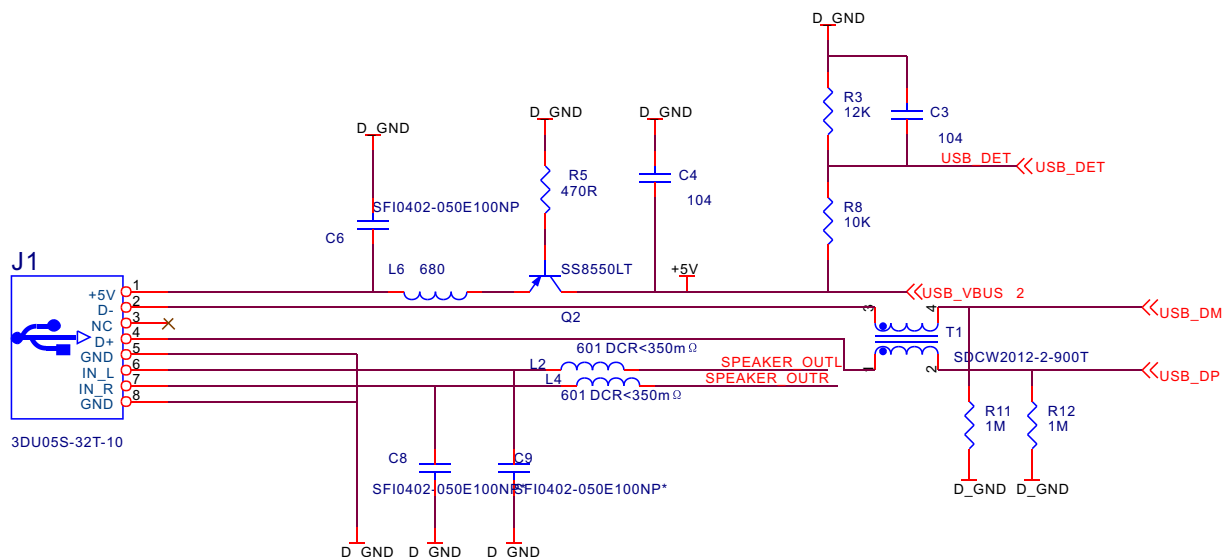 D_GND
R3
12K
C3
104
USB_DET
USB_DET
D_GND
D_GND
R5
470R
C4
104
R8
10K
SFI0402-050E100NP
C6
J1
L6 680
SS8550LT
+5V
Q2
USB_VBUS 2
1
+5V
2
D-
3
NC
4
D+
5
GND
6
IN_L
7
IN_R
8
GND
3DU05S-32T-10
3
4
T1
SDCW2012-2-900T
1
2
USB_DM
USB_DP
601 DCR<350mΩ
L2
SPEAKER_OUTL
L4
SPEAKER_OUTR
601 DCR<350mΩ
R11
1M
R12
1M
D_GND
D_GND
C8
C9
SFI0402-050E100NP*
SFI0402-050E100NP*
D_GND
D_GND
D_GND
D_GND